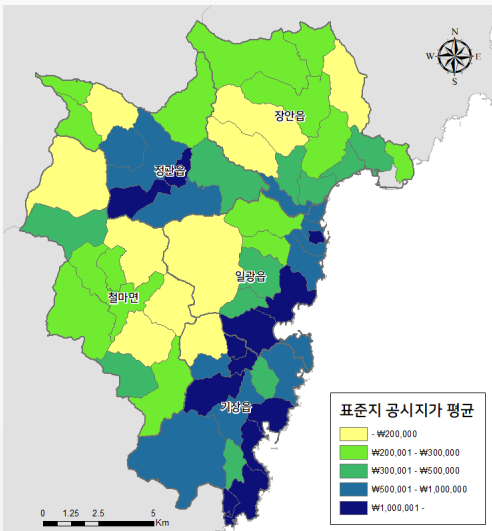 N
W E
S
장안읍
정관읍
일광읍
철마면
기장읍
표준지 공시지가 평균
- ₩200,000
₩200,001 - ₩300,000
₩300,001 - ₩500,000
₩500,001 - ₩1,000,000
₩1,000,001 -
0 1.25 2.5 5
Km